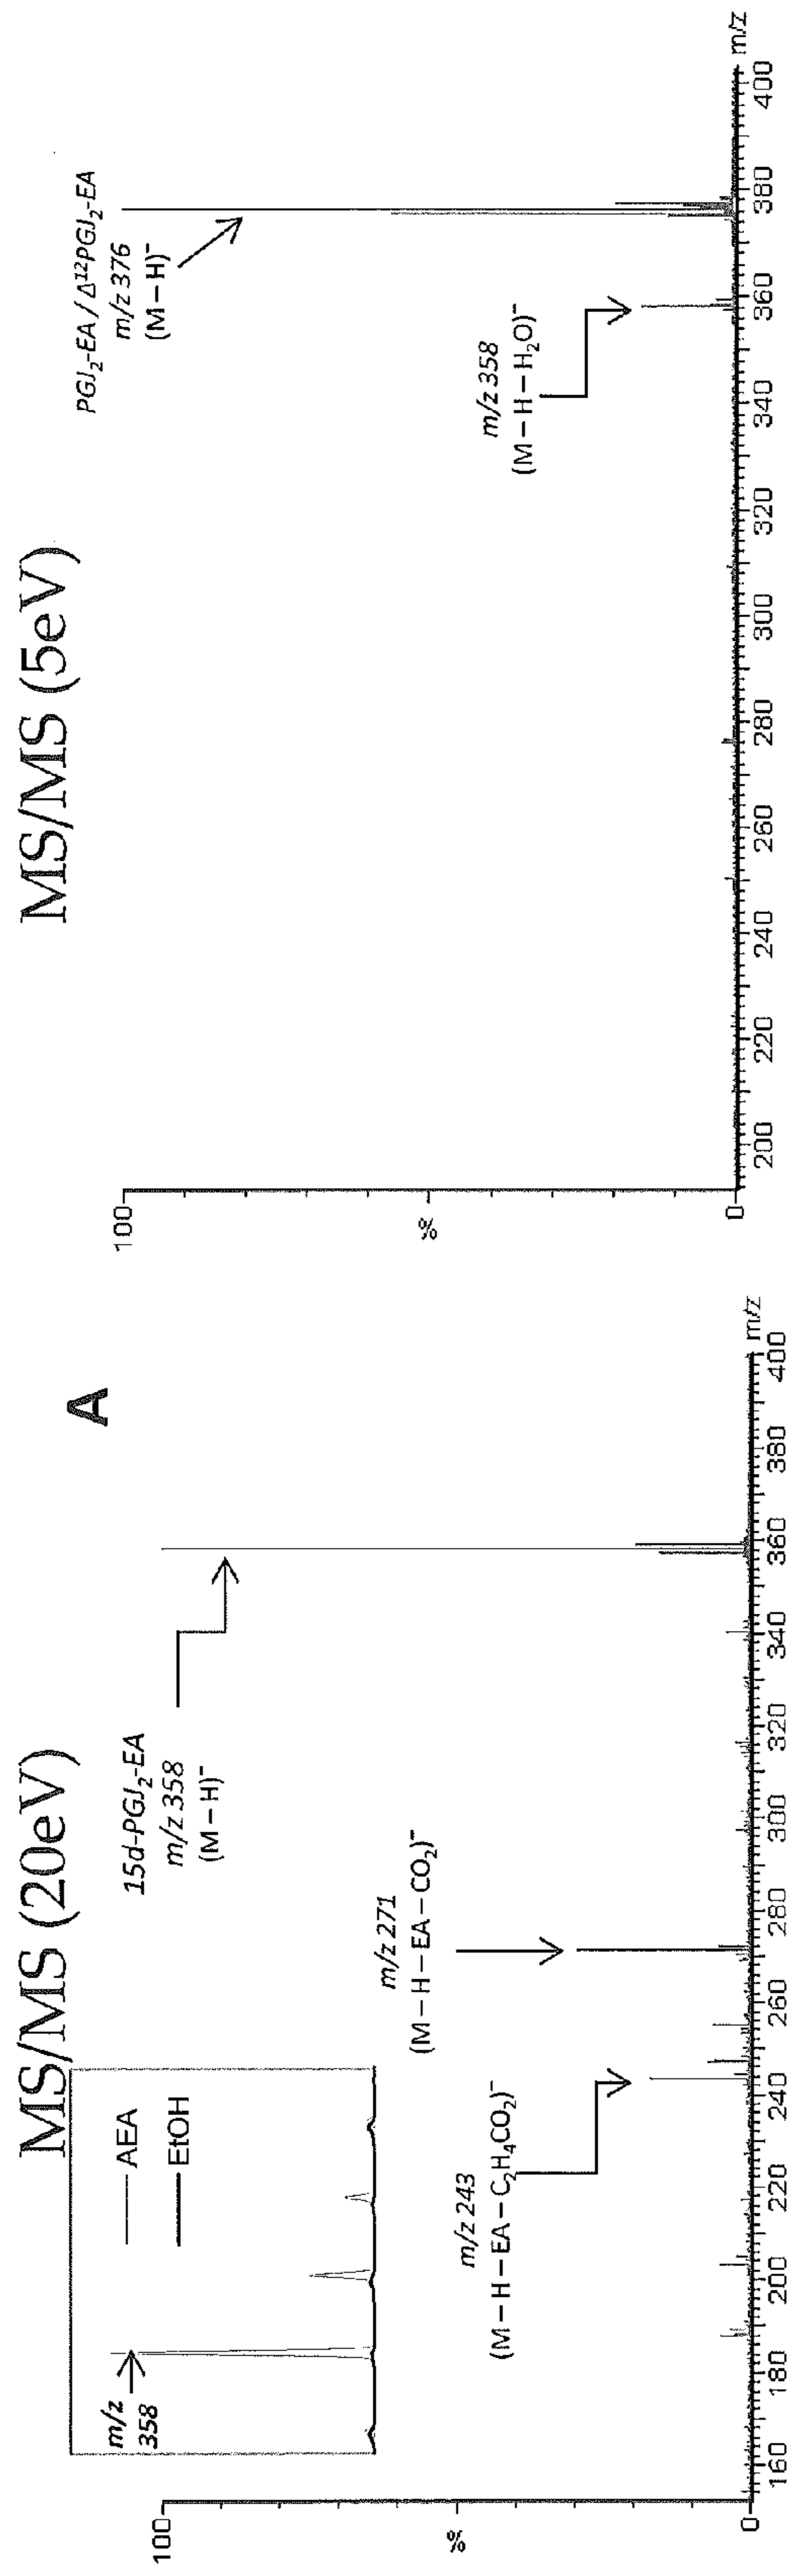 MS/MS (20eV)
A
m/z
358
AEA
EtOH
15d-PGJ₂-EA
m/z 358
(M − H)⁻
m/z 271
(M − H − EA − CO₂)⁻
m/z 243
(M − H − EA − C₂H₄CO₂)⁻
100
%
0
160 180 200 220 240 260 280 300 320 340 360 380 400
m/z
MS/MS (5eV)
PGJ₂-EA / Δ¹²PGJ₂-EA
m/z 376
(M − H)⁻
m/z 358
(M − H − H₂O)⁻
100
%
0
200 220 240 260 280 300 320 340 360 380 400
m/z